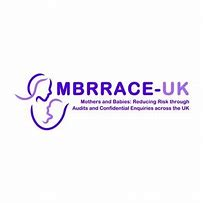 MBRRACE-UK
Mothers and Babies: Reducing Risk through
Audits and Confidential Enquiries across the UK